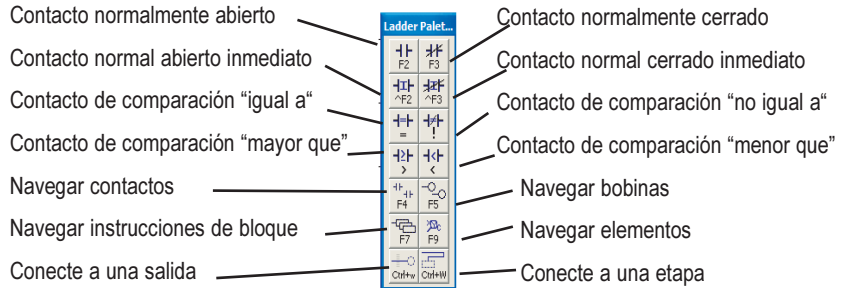 Ladder Palet...
Contacto normalmente abierto
Contacto normalmente cerrado
F2
F3
Contacto normal abierto inmediato
Contacto normal cerrado inmediato
^F2
^F3
Contacto de comparación “igual a“
Contacto de comparación “no igual a“
=
!
Contacto de comparación “mayor que”
Contacto de comparación “menor que”
>
<
Navegar contactos
Navegar bobinas
F4
F5
Navegar instrucciones de bloque
Navegar elementos
F7
F9
Conecte a una salida
Conecte a una etapa
Ctrl+w
Ctrl+W